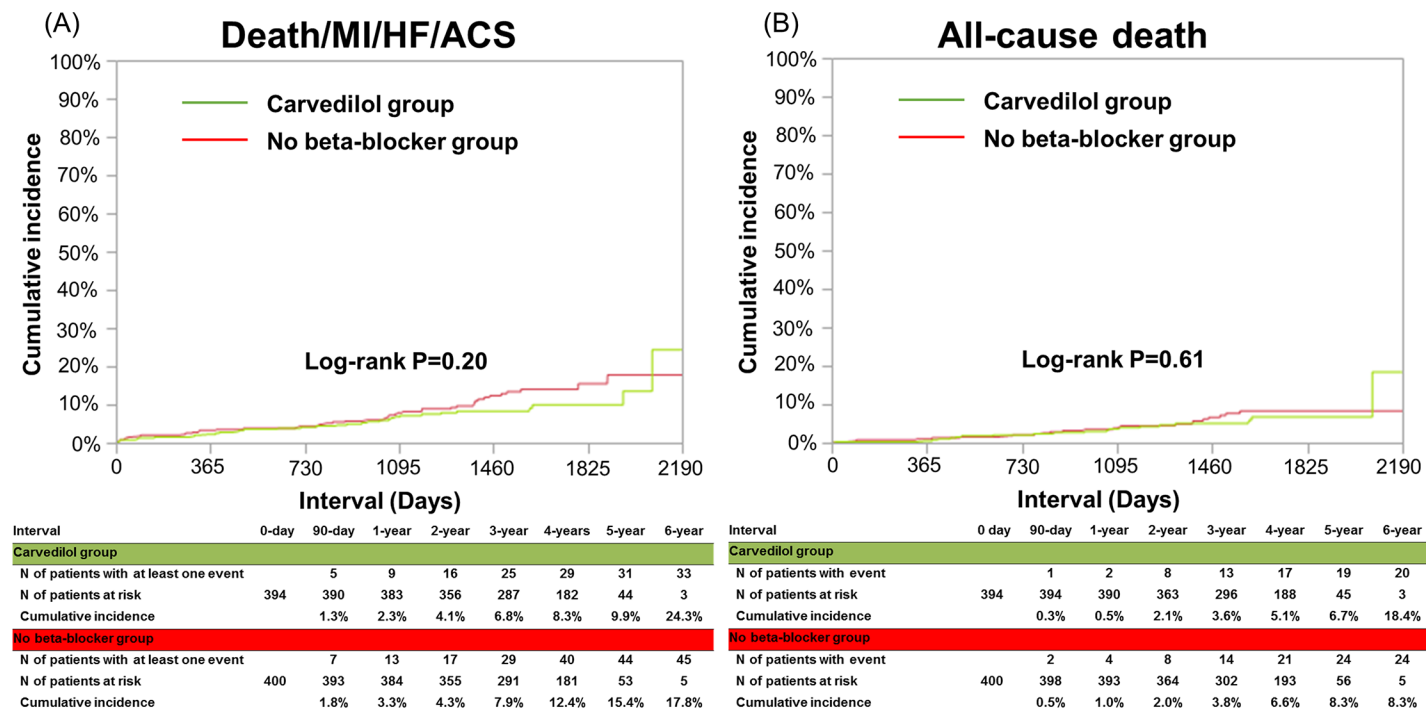 (A)
Death/MI/HF/ACS
100%
90%
80%
70%
60%
50%
40%
30%
20%
10%
0%
Cumulative incidence
Carvedilol group
No beta-blocker group
Log-rank P=0.20
0 365 730 1095 1460 1825 2190
Interval (Days)
Interval 0-day 90-day 1-year 2-year 3-year 4-years 5-year 6-year
Carvedilol group
N of patients with at least one event 5 9 16 25 29 31 33
N of patients at risk 394 390 383 356 287 182 44 3
Cumulative incidence 1.3% 2.3% 4.1% 6.8% 8.3% 9.9% 24.3%
No beta-blocker group
N of patients with at least one event 7 13 17 29 40 44 45
N of patients at risk 400 393 384 355 291 181 53 5
Cumulative incidence 1.8% 3.3% 4.3% 7.9% 12.4% 15.4% 17.8%
(B)
All-cause death
100%
90%
80%
70%
60%
50%
40%
30%
20%
10%
0%
Cumulative incidence
Carvedilol group
No beta-blocker group
Log-rank P=0.61
0 365 730 1095 1460 1825 2190
Interval (Days)
Interval 0 day 90-day 1-year 2-year 3-year 4-year 5-year 6-year
Carvedilol group
N of patients with event 1 2 8 13 17 19 20
N of patients at risk 394 394 390 363 296 188 45 3
Cumulative incidence 0.3% 0.5% 2.1% 3.6% 5.1% 6.7% 18.4%
No beta-blocker group
N of patients with event 2 4 8 14 21 24 24
N of patients at risk 400 398 393 364 302 193 56 5
Cumulative incidence 0.5% 1.0% 2.0% 3.8% 6.6% 8.3% 8.3%